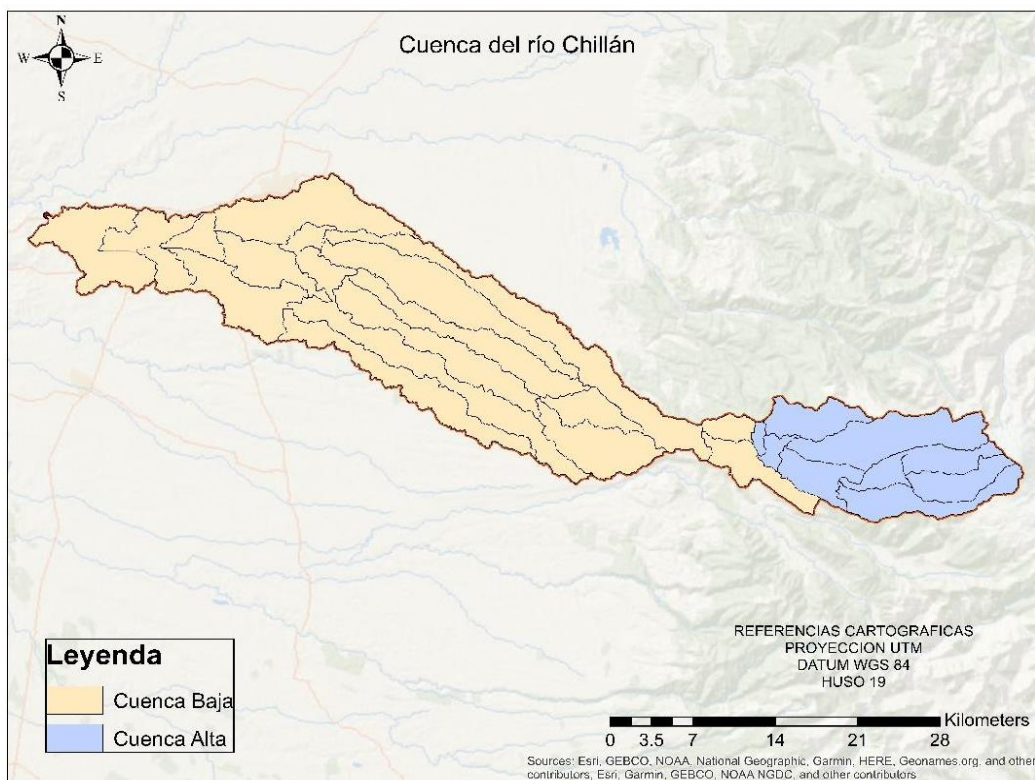 N
W E
S
Cuenca del río Chillán
Leyenda
Cuenca Baja
Cuenca Alta
REFERENCIAS CARTOGRAFICAS
PROYECCION UTM
DATUM WGS 84
HUSO 19
Kilometers
0 3.5 7 14 21 28
Sources: Esri, GEBCO, NOAA, National Geographic, Garmin, HERE, Geonames.org, and other
contributors, Esri, Garmin, GEBCO, NOAA NGDC, and other contributors